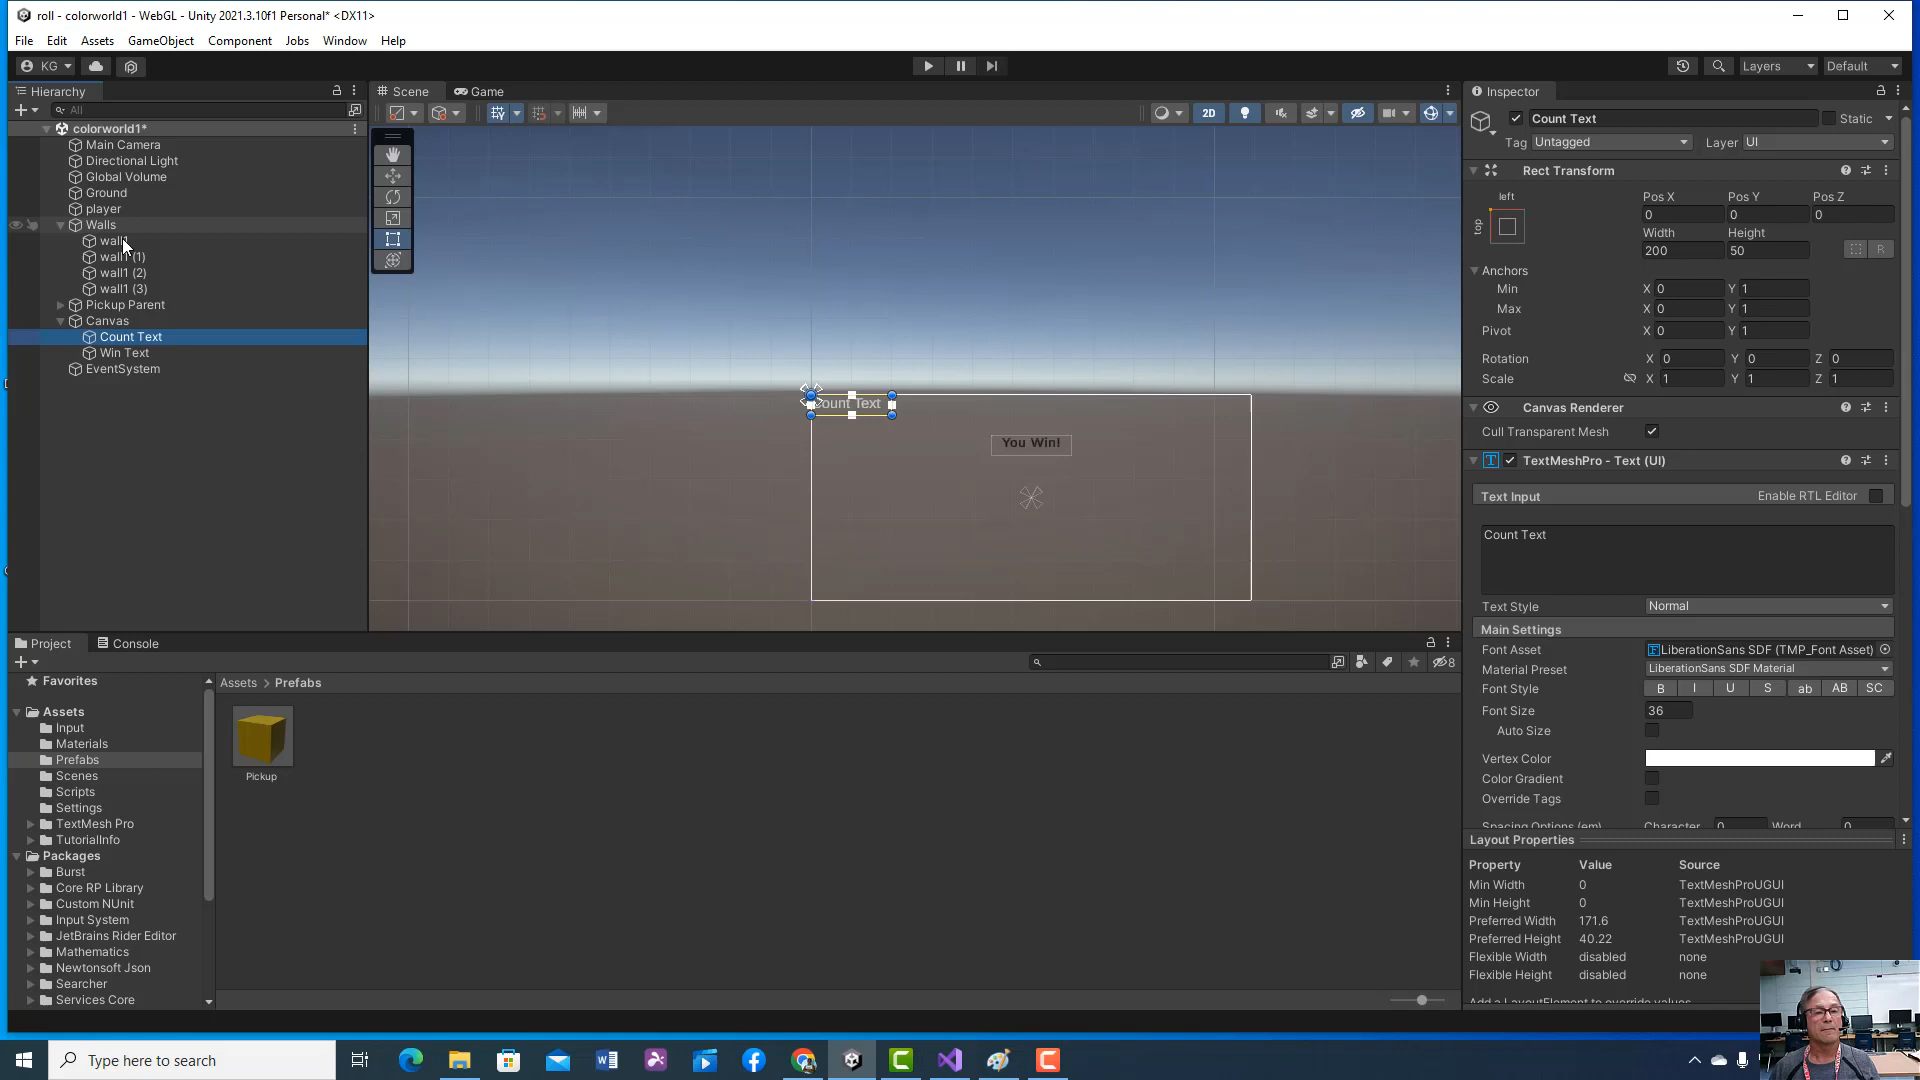 roll - colorworld1 - WebGL - Unity 2021.3.10f1 Personal* <DX11>
File Edit Assets GameObject Component Jobs Window Help
KG
Layers Default
Hierarchy
Scene Game
Inspector
All
2D
colorworld1*
Main Camera
Directional Light
Global Volume
Ground
player
Walls
wall1
wall1 (1)
wall1 (2)
wall1 (3)
Pickup Parent
Canvas
Count Text
Win Text
EventSystem
Count Text
You Win!
Count Text Static
Tag Untagged Layer UI
Rect Transform
left Pos X Pos Y Pos Z
top 0 0 0
Width Height
200 50 R
Anchors
Min X 0 Y 1
Max X 0 Y 1
Pivot X 0 Y 1
Rotation X 0 Y 0 Z 0
Scale X 1 Y 1 Z 1
Canvas Renderer
Cull Transparent Mesh
TextMeshPro - Text (UI)
Text Input Enable RTL Editor
Count Text
Text Style Normal
Main Settings
Font Asset LiberationSans SDF (TMP_Font Asset)
Material Preset LiberationSans SDF Material
Font Style B I U S ab AB SC
Font Size 36
Auto Size
Vertex Color
Color Gradient
Override Tags
Spacing Options (em) Character 0 Word 0
Layout Properties
Property Value Source
Min Width 0 TextMeshProUGUI
Min Height 0 TextMeshProUGUI
Preferred Width 171.6 TextMeshProUGUI
Preferred Height 40.22 TextMeshProUGUI
Flexible Width disabled none
Flexible Height disabled none
Add a LayoutElement to override values
Project Console
8
Favorites
Assets
Input
Materials
Prefabs
Scenes
Scripts
Settings
TextMesh Pro
TutorialInfo
Packages
Burst
Core RP Library
Custom NUnit
Input System
JetBrains Rider Editor
Mathematics
Newtonsoft Json
Searcher
Services Core
Assets > Prefabs
Pickup
Type here to search